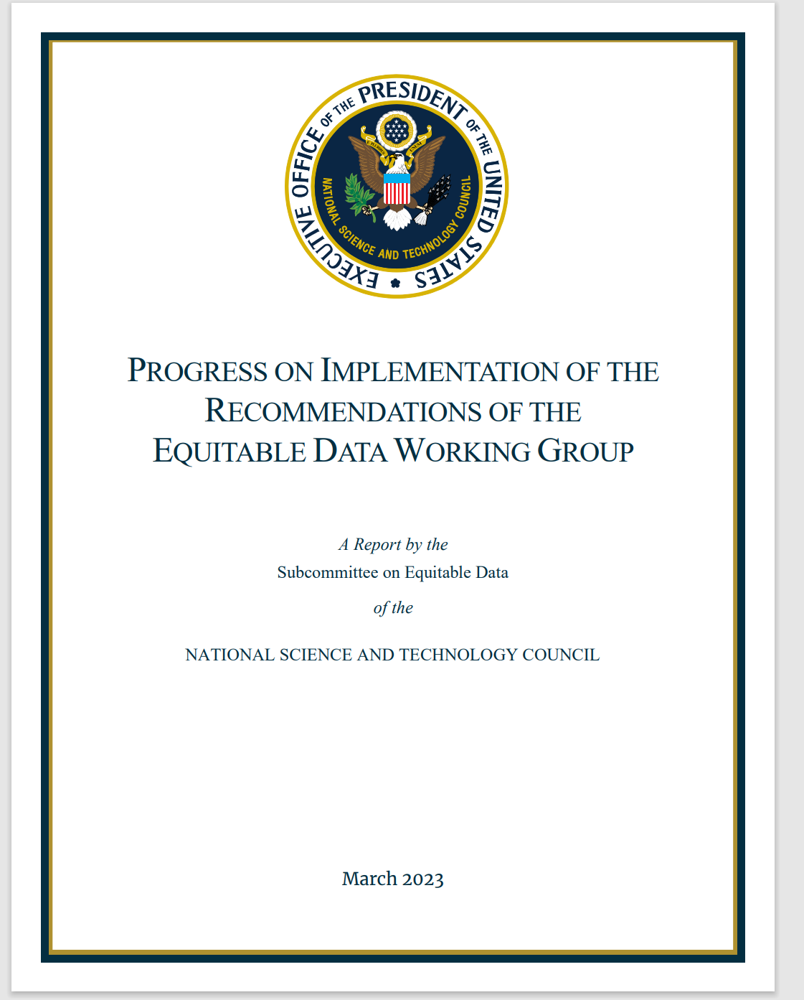 EXECUTIVE OFFICE OF THE PRESIDENT OF THE UNITED STATES
E PLURIBUS UNUM
NATIONAL SCIENCE AND TECHNOLOGY COUNCIL
PROGRESS ON IMPLEMENTATION OF THE
RECOMMENDATIONS OF THE
EQUITABLE DATA WORKING GROUP
A Report by the
Subcommittee on Equitable Data
of the
NATIONAL SCIENCE AND TECHNOLOGY COUNCIL
March 2023